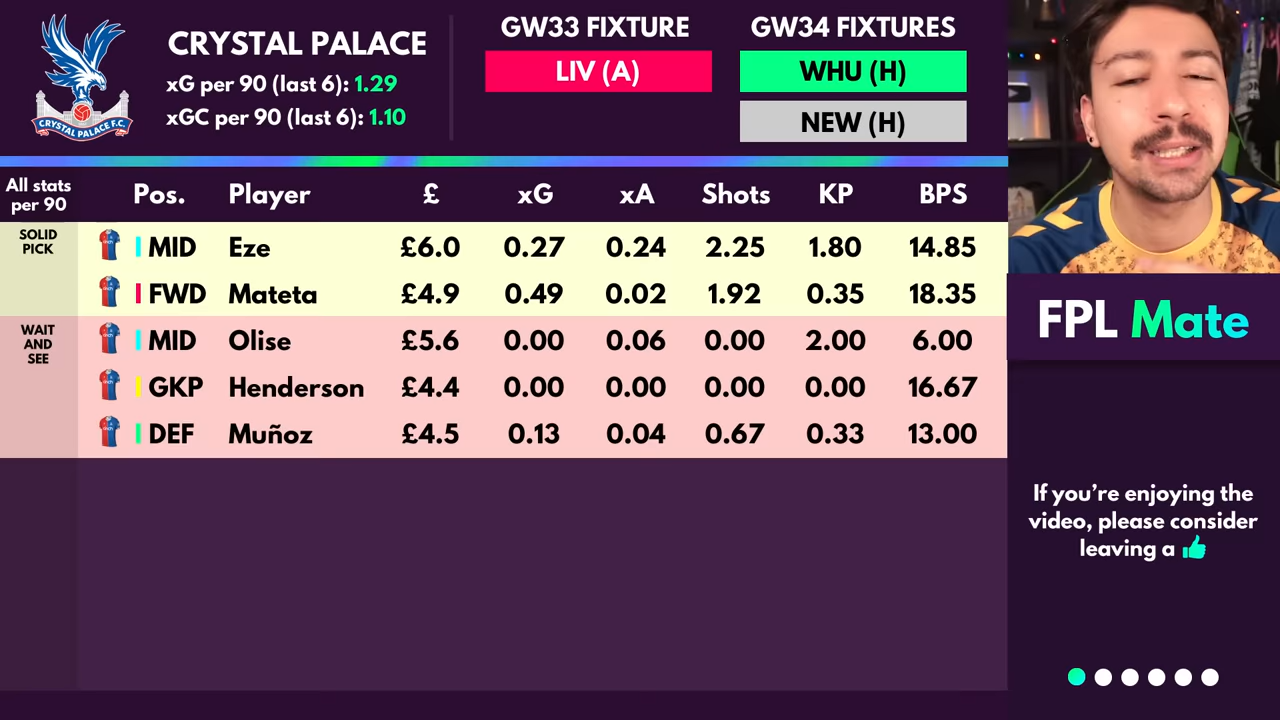 CRYSTAL PALACE
xG per 90 (last 6): 1.29
xGC per 90 (last 6): 1.10
CRYSTAL PALACE F.C.
GW33 FIXTURE
LIV (A)
GW34 FIXTURES
WHU (H)
NEW (H)
All stats
per 90
Pos. Player £ xG xA Shots KP BPS
SOLID
PICK
MID Eze £6.0 0.27 0.24 2.25 1.80 14.85
FWD Mateta £4.9 0.49 0.02 1.92 0.35 18.35
WAIT
AND
SEE
MID Olise £5.6 0.00 0.06 0.00 2.00 6.00
GKP Henderson £4.4 0.00 0.00 0.00 0.00 16.67
DEF Muñoz £4.5 0.13 0.04 0.67 0.33 13.00
FPL Mate
If you're enjoying the
video, please consider
leaving a